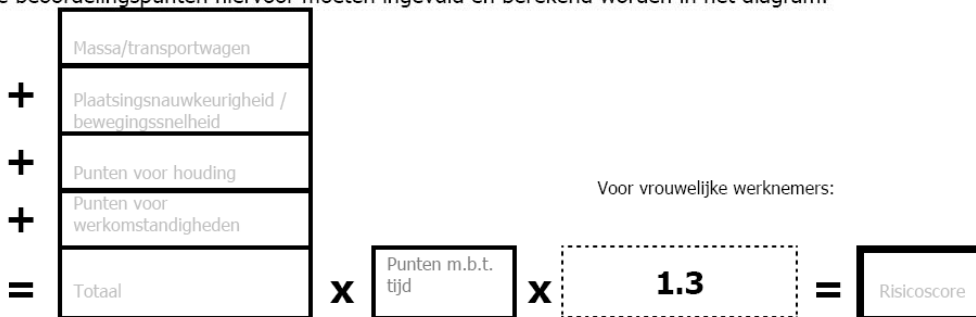 beoordelingspunten hiervoor moeten ingevuld en berekend worden in het diagram.
Massa/transportwagen
+
Plaatsingsnauwkeurigheid /
bewegingssnelheid
+
Punten voor houding
Voor vrouwelijke werknemers:
+
Punten voor
werkomstandigheden
=
Totaal
x
Punten m.b.t.
tijd
x
1.3
=
Risicoscore